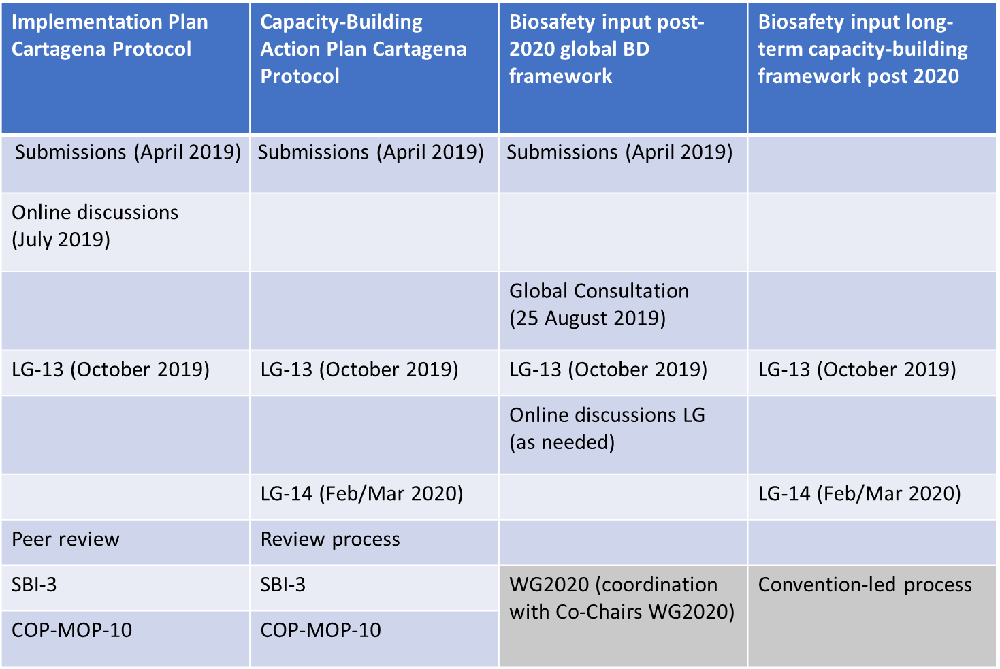 Implementation Plan
Cartagena Protocol
Capacity-Building
Action Plan Cartagena
Protocol
Biosafety input post-
2020 global BD
framework
Biosafety input long-
term capacity-building
framework post 2020
Submissions (April 2019)
Submissions (April 2019)
Submissions (April 2019)
Online discussions
(July 2019)
Global Consultation
(25 August 2019)
LG-13 (October 2019)
LG-13 (October 2019)
LG-13 (October 2019)
LG-13 (October 2019)
Online discussions LG
(as needed)
LG-14 (Feb/Mar 2020)
LG-14 (Feb/Mar 2020)
Peer review
Review process
SBI-3
SBI-3
WG2020 (coordination
with Co-Chairs WG2020)
Convention-led process
COP-MOP-10
COP-MOP-10